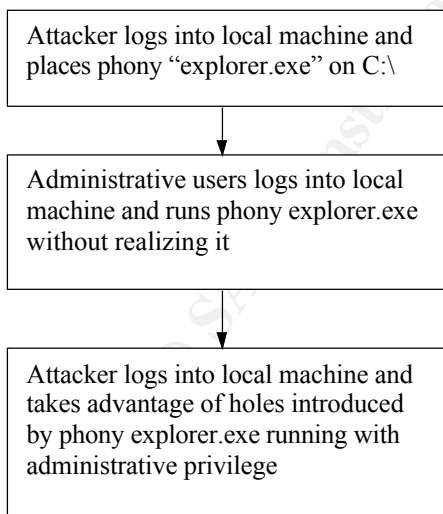 Attacker logs into local machine and
places phony “explorer.exe” on C:\
Administrative users logs into local
machine and runs phony explorer.exe
without realizing it
Attacker logs into local machine and
takes advantage of holes introduced
by phony explorer.exe running with
administrative privilege